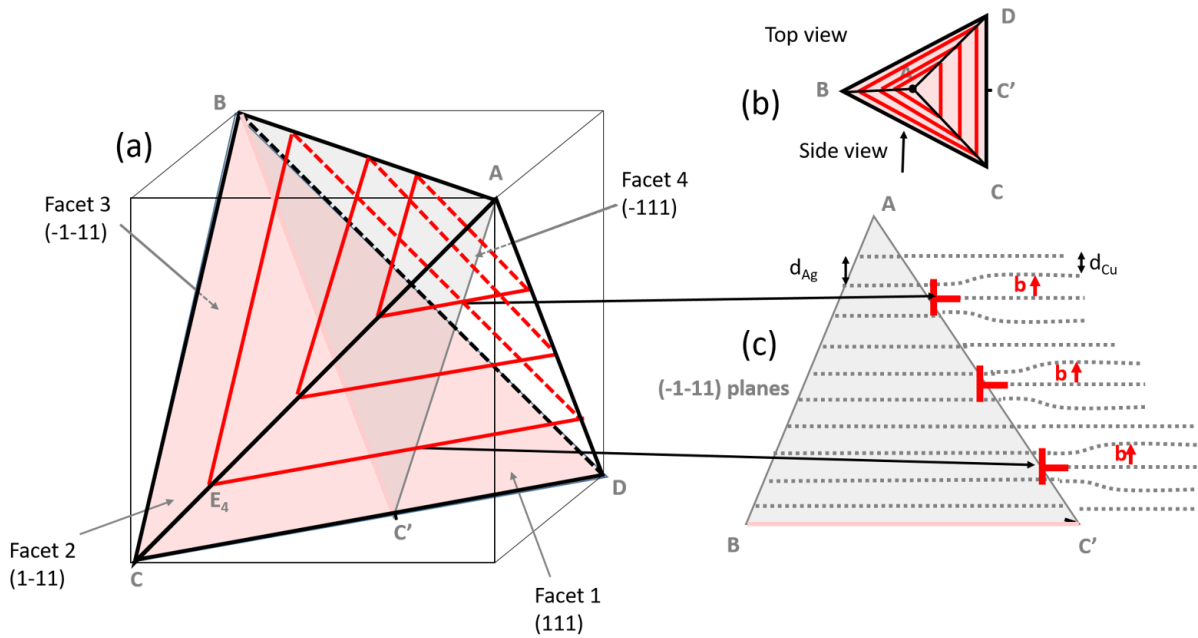 (a)
B
A
Facet 3
(-1-11)
Facet 4
(-111)
E4
C'
D
C
Facet 2
(1-11)
Facet 1
(111)
Top view
(b)
D
A
B
C'
C
Side view
A
dAg
dCu
b
(c)
(-1-11) planes
b
b
B
C'